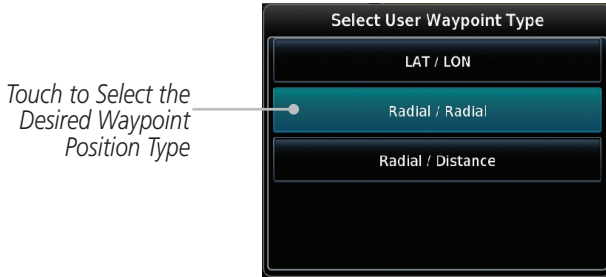 Select User Waypoint Type
LAT / LON
Touch to Select the
Desired Waypoint
Position Type
Radial / Radial
Radial / Distance